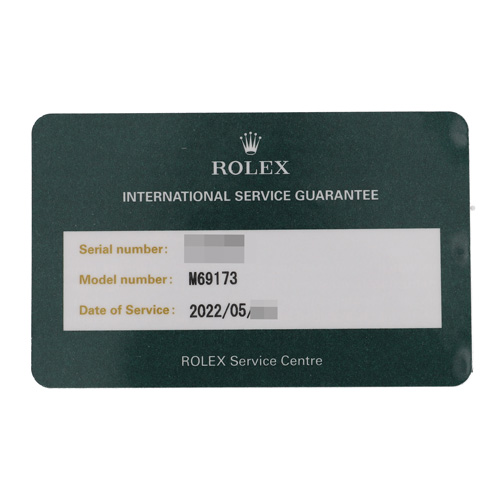 ROLEX
INTERNATIONAL SERVICE GUARANTEE
Serial number:
Model number: M69173
Date of Service: 2022/05/
ROLEX Service Centre